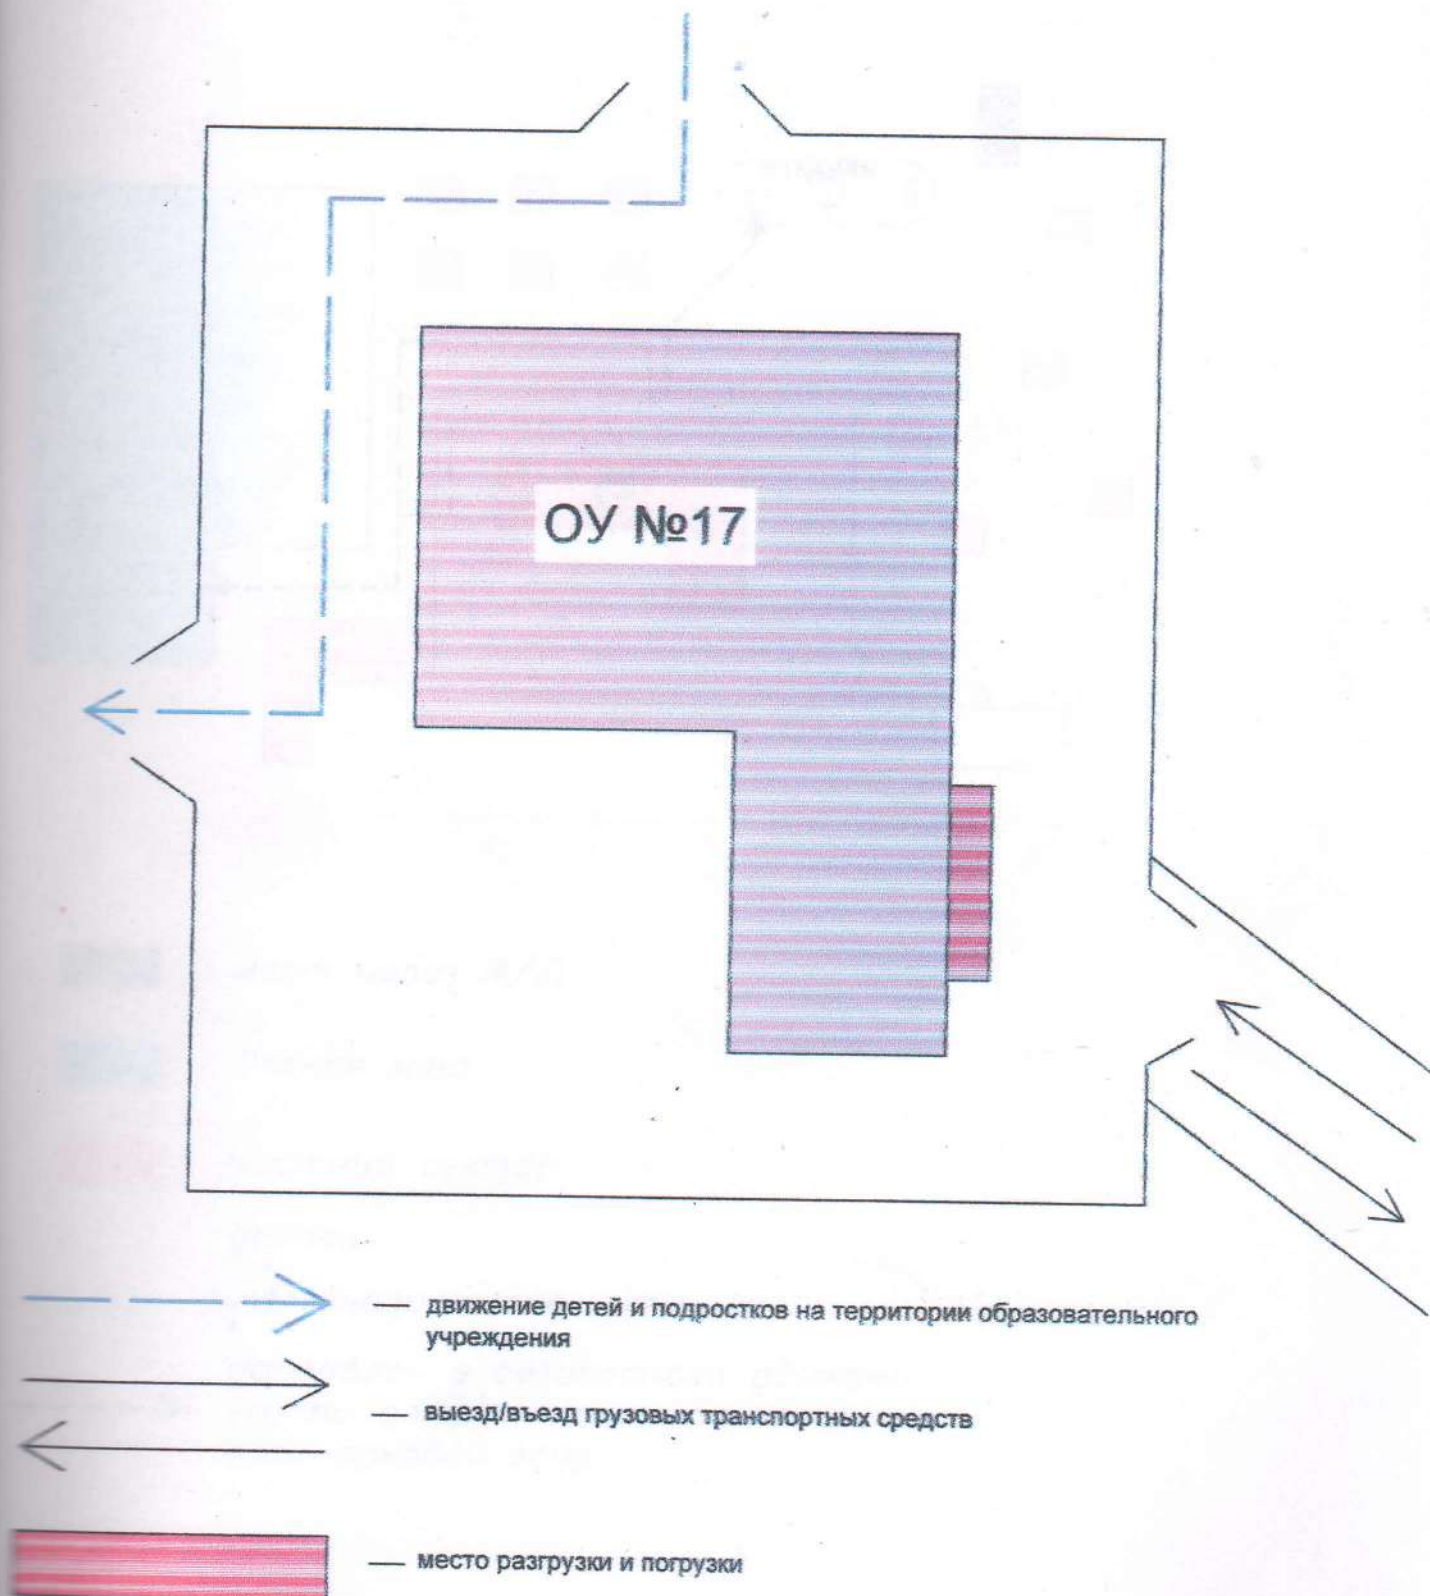 ОУ №17
— движение детей и подростков на территории образовательного
учреждения
— выезд/въезд грузовых транспортных средств
— место разгрузки и погрузки